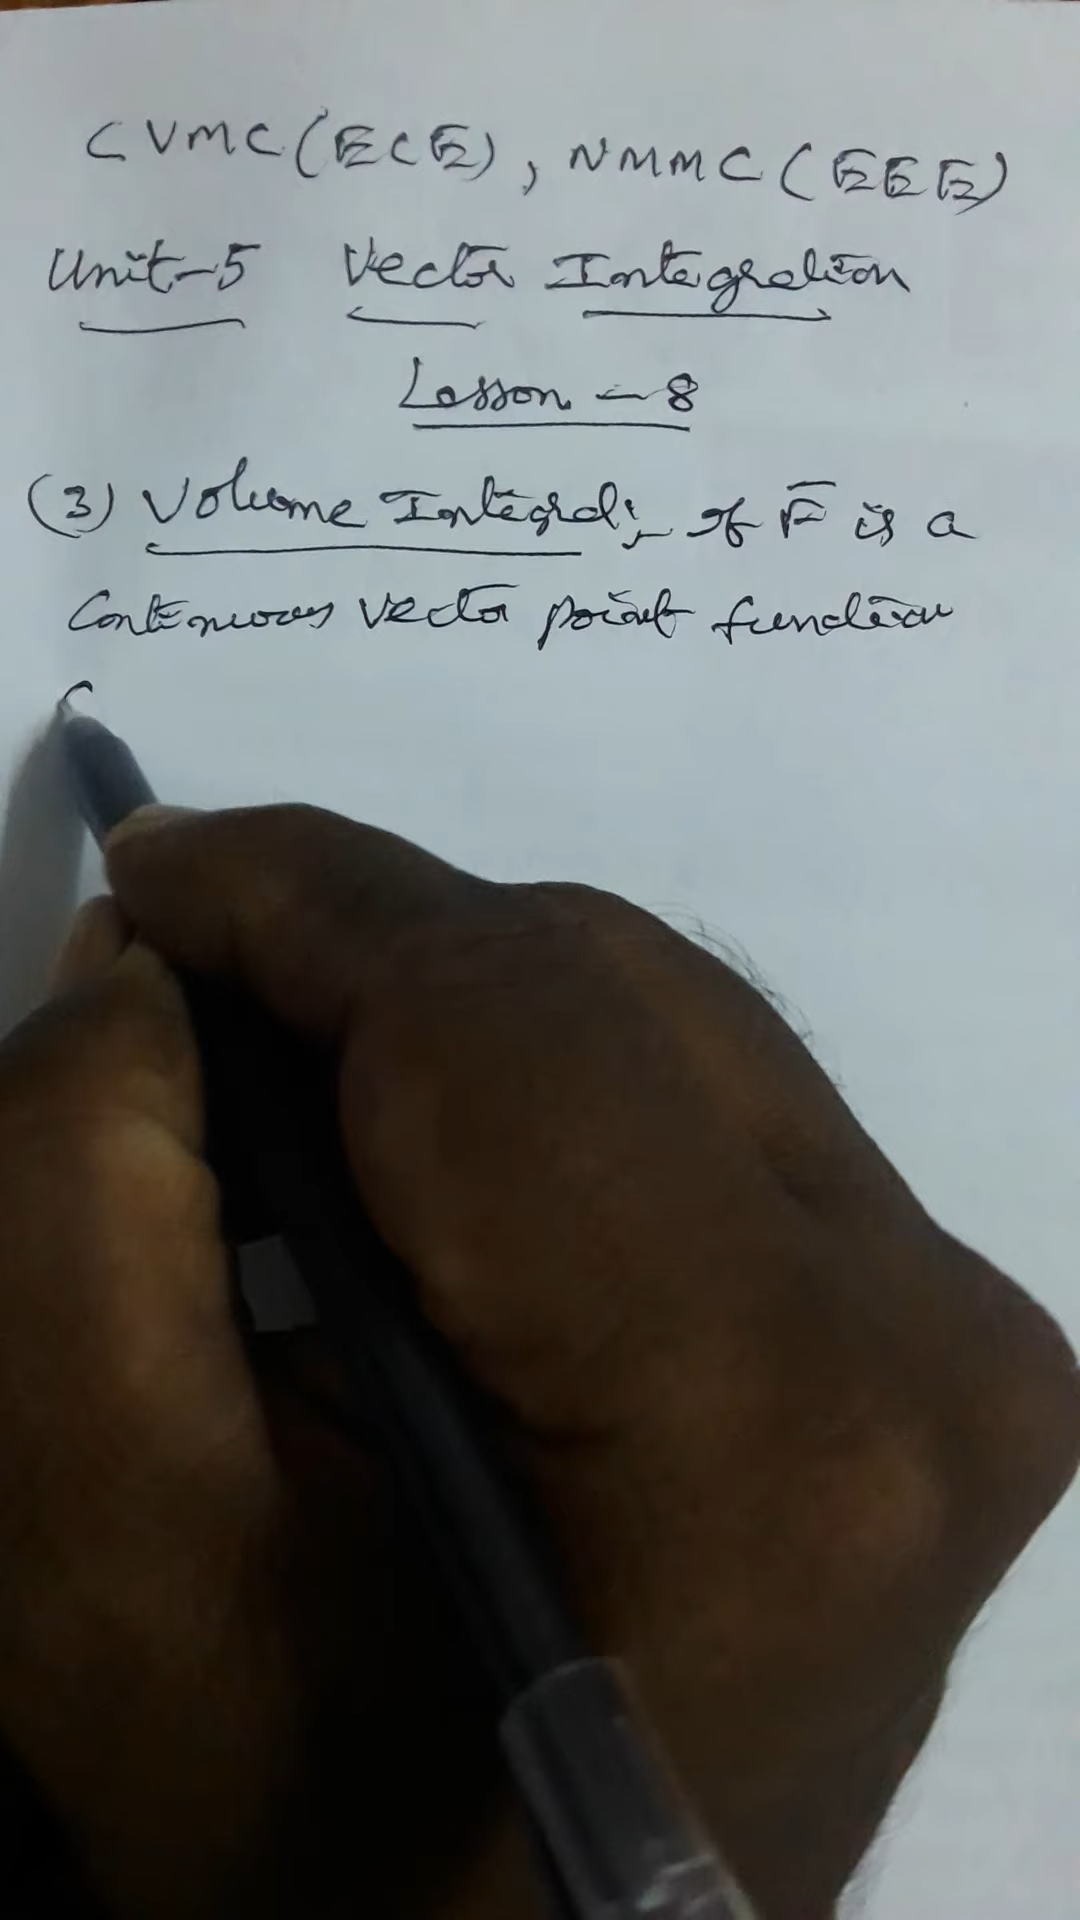 CVMC(ECE), NMMC(EEE)
Unit-5 Vector Integration
Lesson - 8
(3) Volume Integral:- If F̅ is a
Continuous vector point function